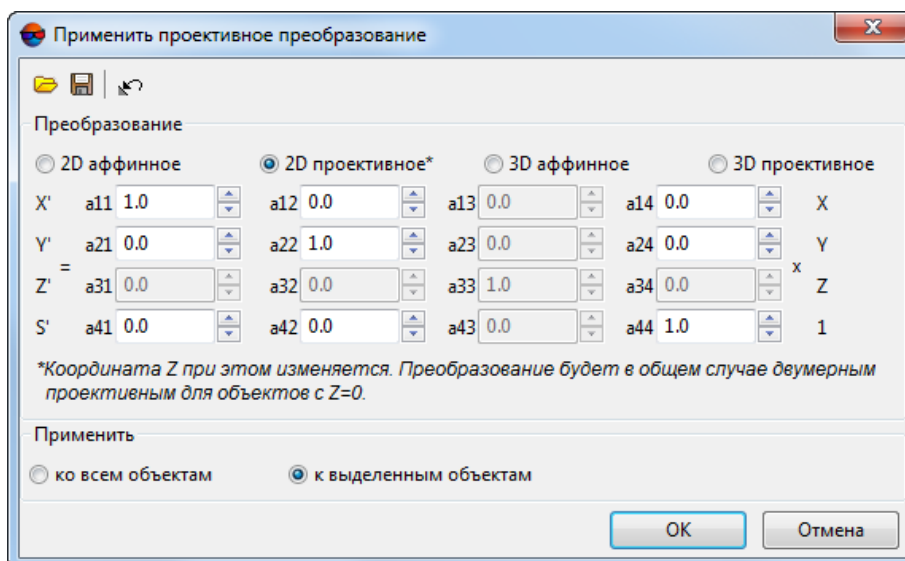 Применить проективное преобразование
Преобразование
2D аффинное 2D проективное* 3D аффинное 3D проективное
X' a11 1.0 a12 0.0 a13 0.0 a14 0.0 X
Y' a21 0.0 a22 1.0 a23 0.0 a24 0.0 Y
= x
Z' a31 0.0 a32 0.0 a33 1.0 a34 0.0 Z
S' a41 0.0 a42 0.0 a43 0.0 a44 1.0 1
*Координата Z при этом изменяется. Преобразование будет в общем случае двумерным
проективным для объектов с Z=0.
Применить
ко всем объектам к выделенным объектам
OK Отмена